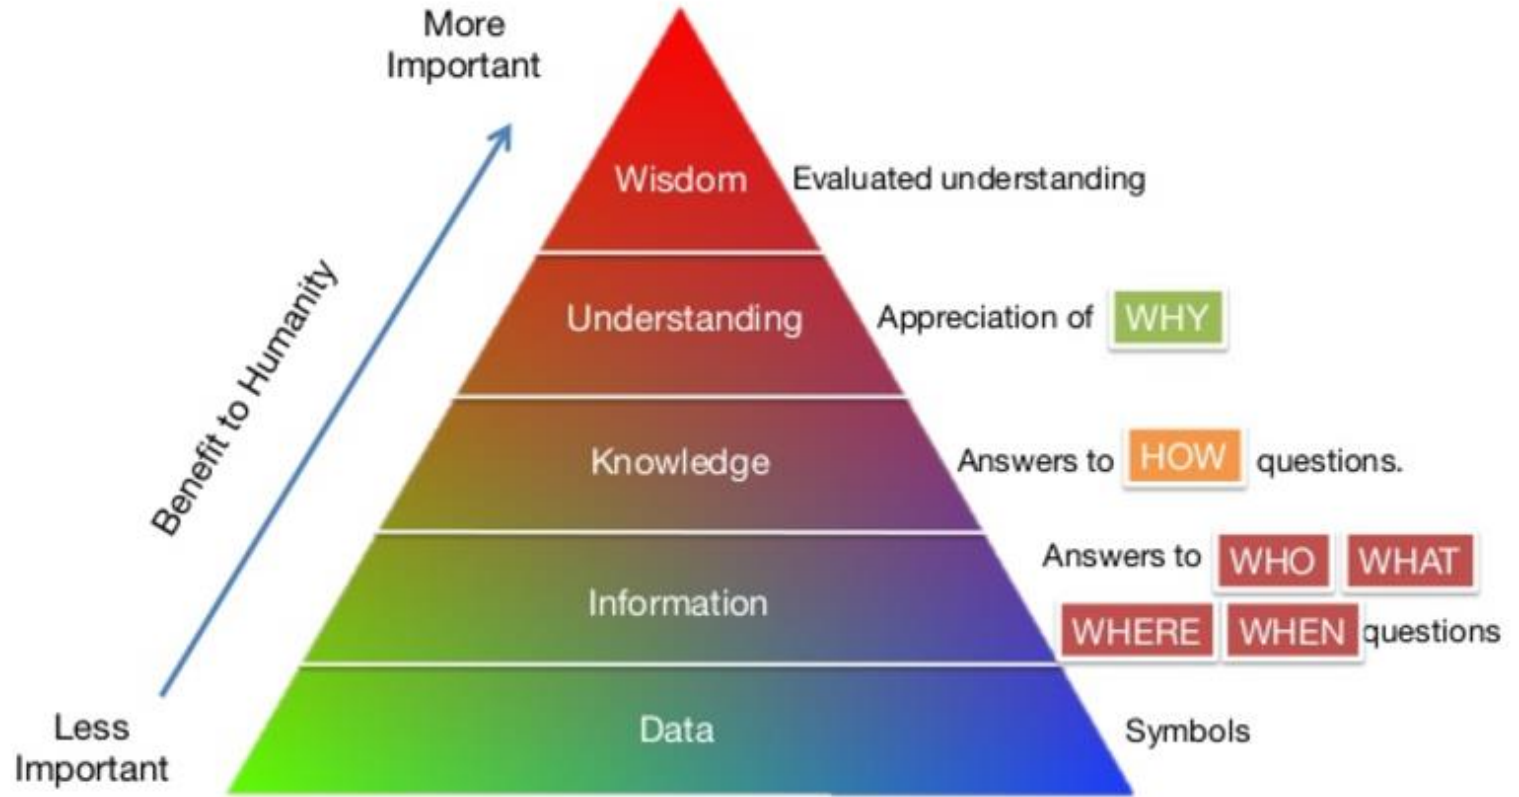 More
Important
Wisdom Evaluated understanding
Understanding Appreciation of WHY
Benefit to Humanity
Knowledge Answers to HOW questions.
Answers to WHO WHAT
Information
WHERE WHEN questions
Less
Important
Data Symbols